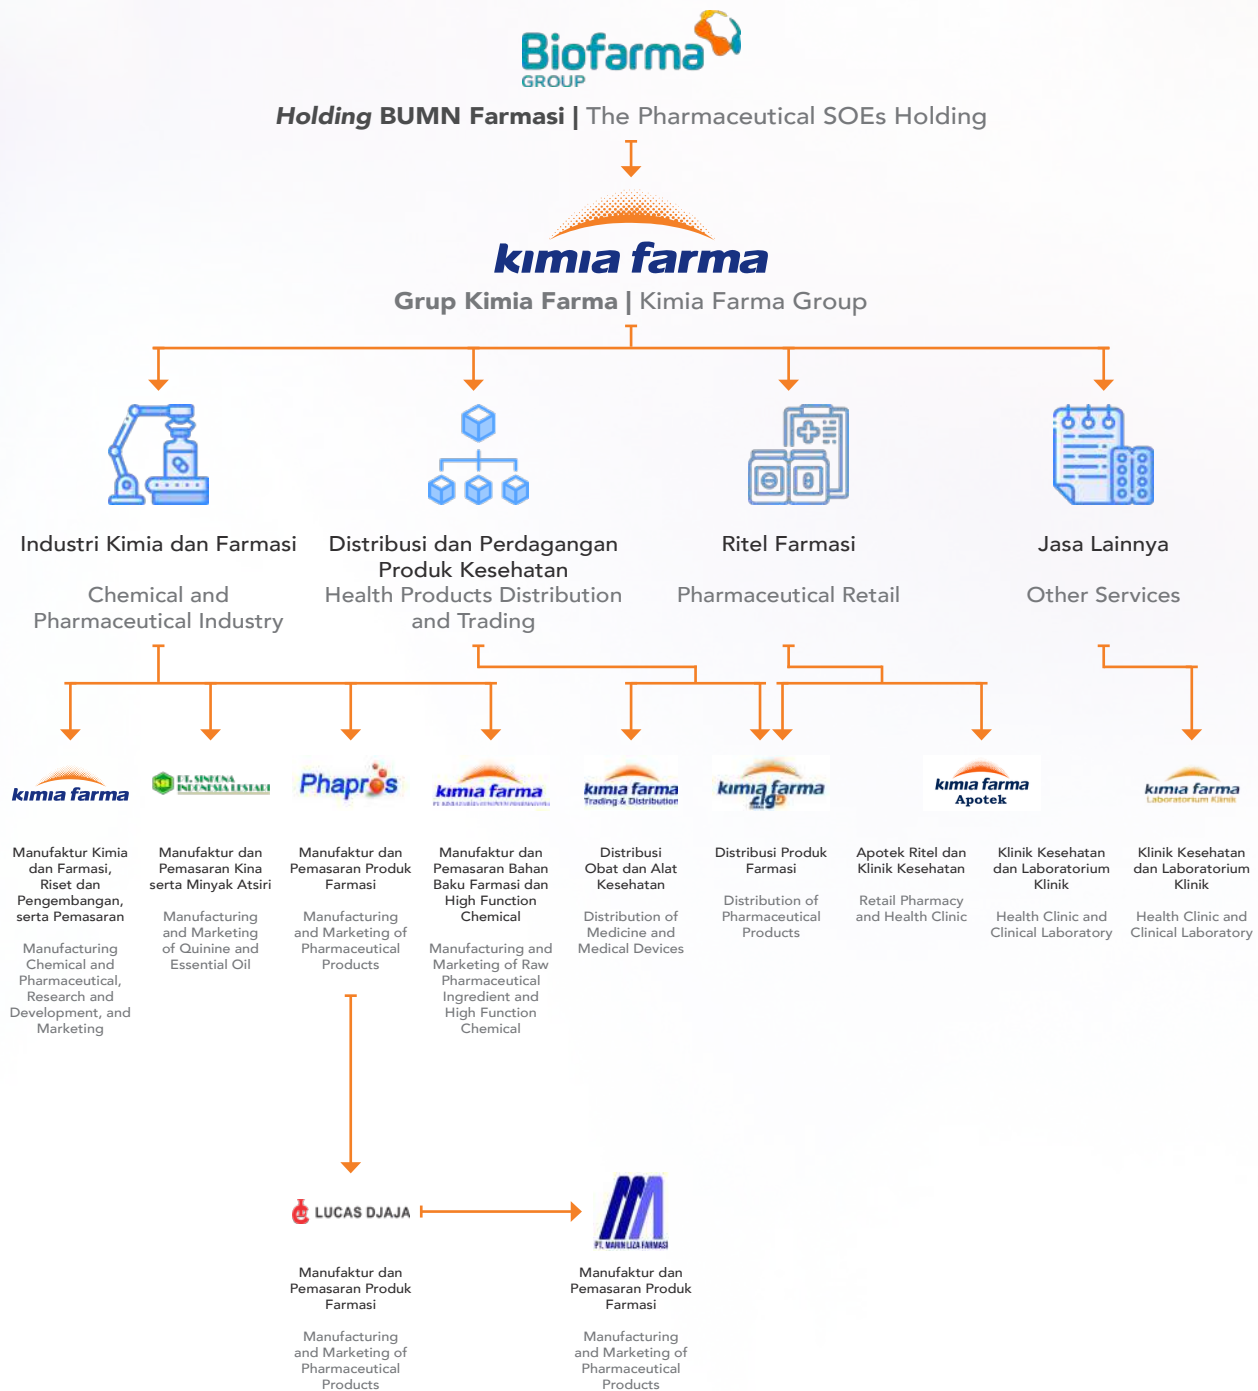 Biofarma
GROUP
Holding BUMN Farmasi | The Pharmaceutical SOEs Holding
kimia farma
Grup Kimia Farma | Kimia Farma Group
Industri Kimia dan Farmasi
Chemical and
Pharmaceutical Industry
Distribusi dan Perdagangan
Produk Kesehatan
Health Products Distribution
and Trading
Ritel Farmasi
Pharmaceutical Retail
Jasa Lainnya
Other Services
kimia farma
Manufaktur Kimia
dan Farmasi,
Riset dan
Pengembangan,
serta Pemasaran
Manufacturing
Chemical and
Pharmaceutical,
Research and
Development, and
Marketing
PT. SINKONA
INDONESIA LESTARI
Manufaktur dan
Pemasaran Kina
serta Minyak Atsiri
Manufacturing
and Marketing
of Quinine and
Essential Oil
Phapros
Manufaktur dan
Pemasaran Produk
Farmasi
Manufacturing
and Marketing of
Pharmaceutical
Products
kimia farma
Manufaktur dan
Pemasaran Bahan
Baku Farmasi dan
High Function
Chemical
Manufacturing and
Marketing of Raw
Pharmaceutical
Ingredient and
High Function
Chemical
kimia farma
Trading & Distribution
Distribusi
Obat dan Alat
Kesehatan
Distribution of
Medicine and
Medical Devices
kimia farma
Distribusi Produk
Farmasi
Distribution of
Pharmaceutical
Products
kimia farma
Apotek
Apotek Ritel dan
Klinik Kesehatan
Retail Pharmacy
and Health Clinic
Klinik Kesehatan
dan Laboratorium
Klinik
Health Clinic and
Clinical Laboratory
kimia farma
Laboratorium Klinik
Klinik Kesehatan
dan Laboratorium
Klinik
Health Clinic and
Clinical Laboratory
LUCAS DJAJA
Manufaktur dan
Pemasaran Produk
Farmasi
Manufacturing
and Marketing of
Pharmaceutical
Products
PT. MARIN LIZA FARMASI
Manufaktur dan
Pemasaran Produk
Farmasi
Manufacturing
and Marketing of
Pharmaceutical
Products